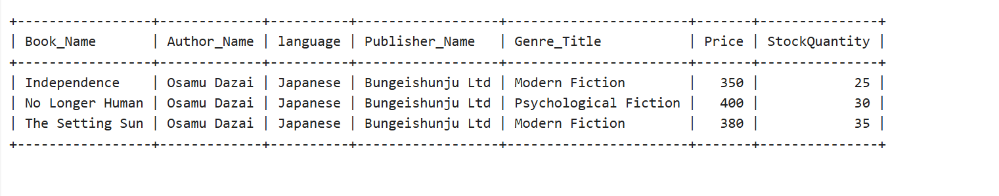 +-----------------+-------------+----------+------------------+-----------------------+-------+---------------+
| Book_Name       | Author_Name | language | Publisher_Name   | Genre_Title           | Price | StockQuantity |
+-----------------+-------------+----------+------------------+-----------------------+-------+---------------+
| Independence    | Osamu Dazai | Japanese | Bungeishunju Ltd | Modern Fiction        |   350 |            25 |
| No Longer Human | Osamu Dazai | Japanese | Bungeishunju Ltd | Psychological Fiction |   400 |            30 |
| The Setting Sun | Osamu Dazai | Japanese | Bungeishunju Ltd | Modern Fiction        |   380 |            35 |
+-----------------+-------------+----------+------------------+-----------------------+-------+---------------+